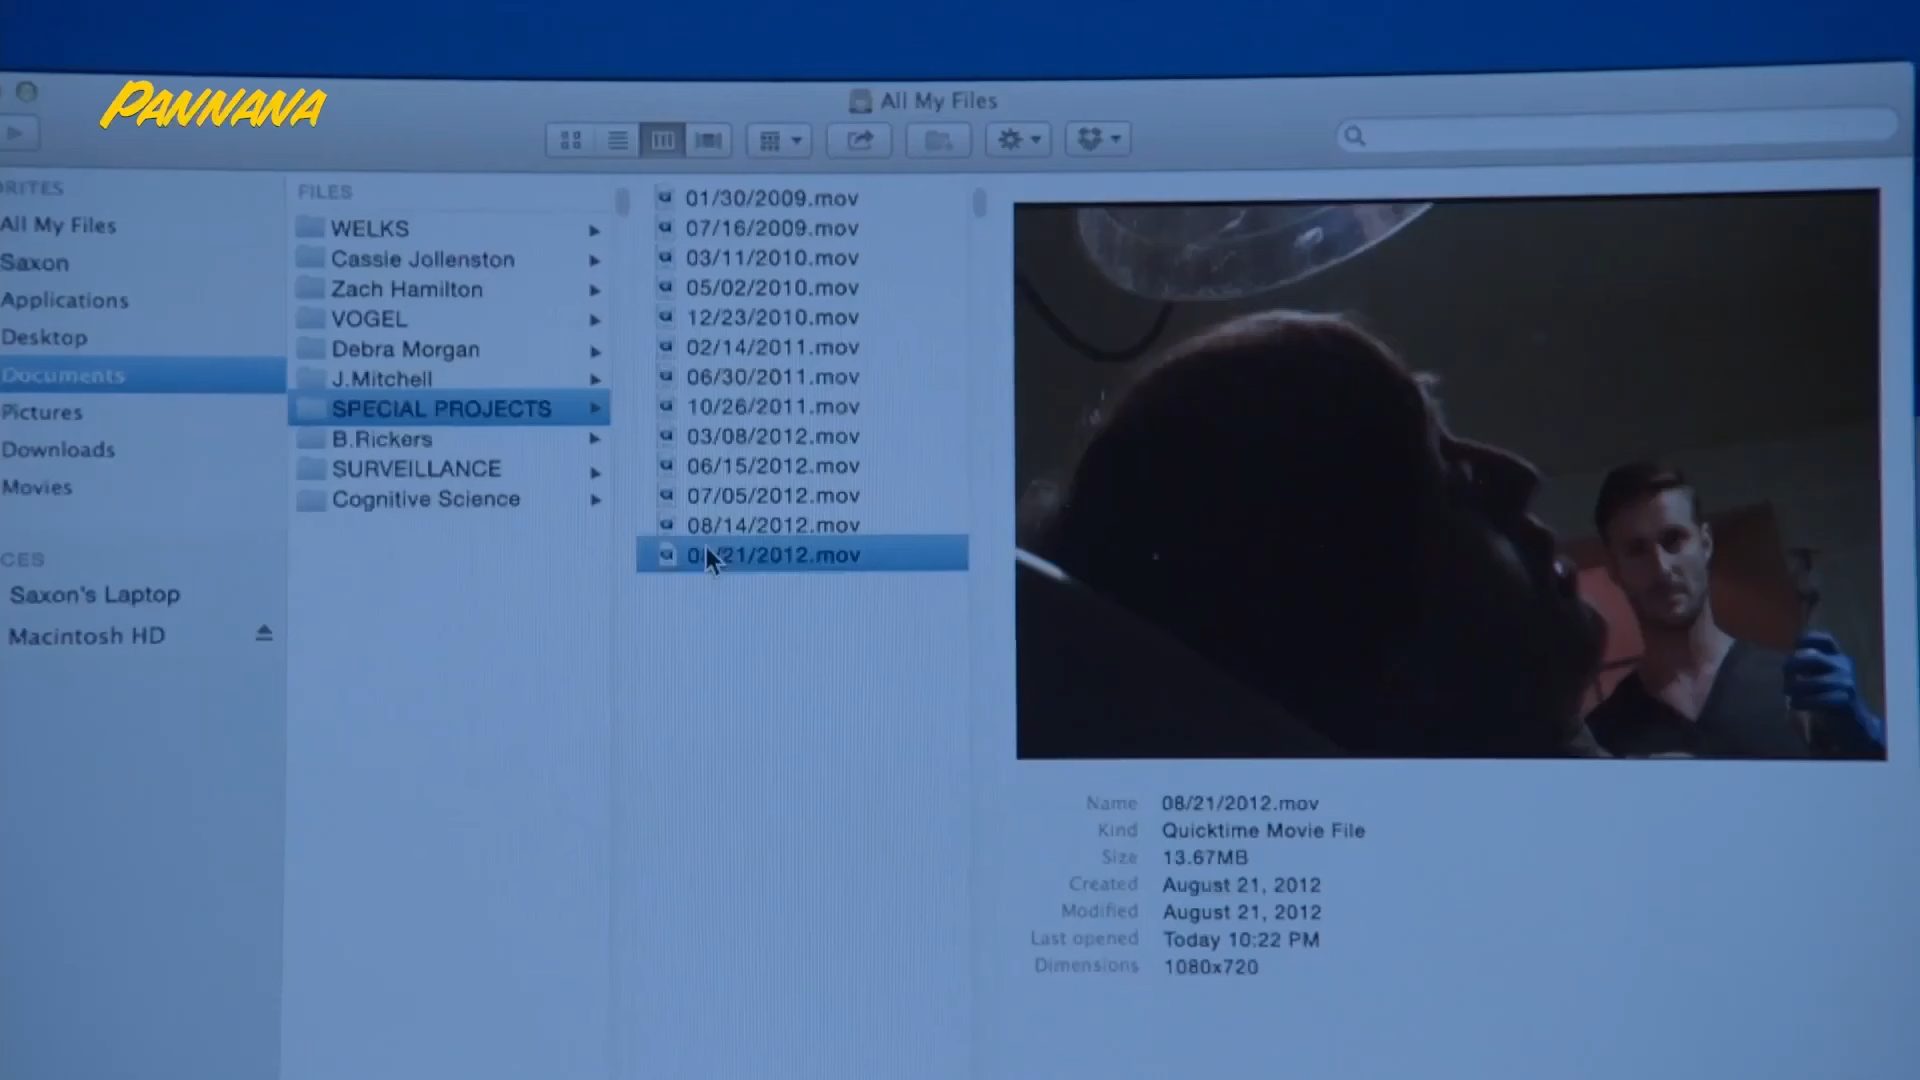 PANNANA
All My Files
RITES
All My Files
Saxon
Applications
Desktop
Documents
Pictures
Downloads
Movies
CES
Saxon's Laptop
Macintosh HD
FILES
WELKS
Cassie Jollenston
Zach Hamilton
VOGEL
Debra Morgan
J.Mitchell
SPECIAL PROJECTS
B.Rickers
SURVEILLANCE
Cognitive Science
01/30/2009.mov
07/16/2009.mov
03/11/2010.mov
05/02/2010.mov
12/23/2010.mov
02/14/2011.mov
06/30/2011.mov
10/26/2011.mov
03/08/2012.mov
06/15/2012.mov
07/05/2012.mov
08/14/2012.mov
08/21/2012.mov
Name 08/21/2012.mov
Kind Quicktime Movie File
Size 13.67MB
Created August 21, 2012
Modified August 21, 2012
Last opened Today 10:22 PM
Dimensions 1080x720